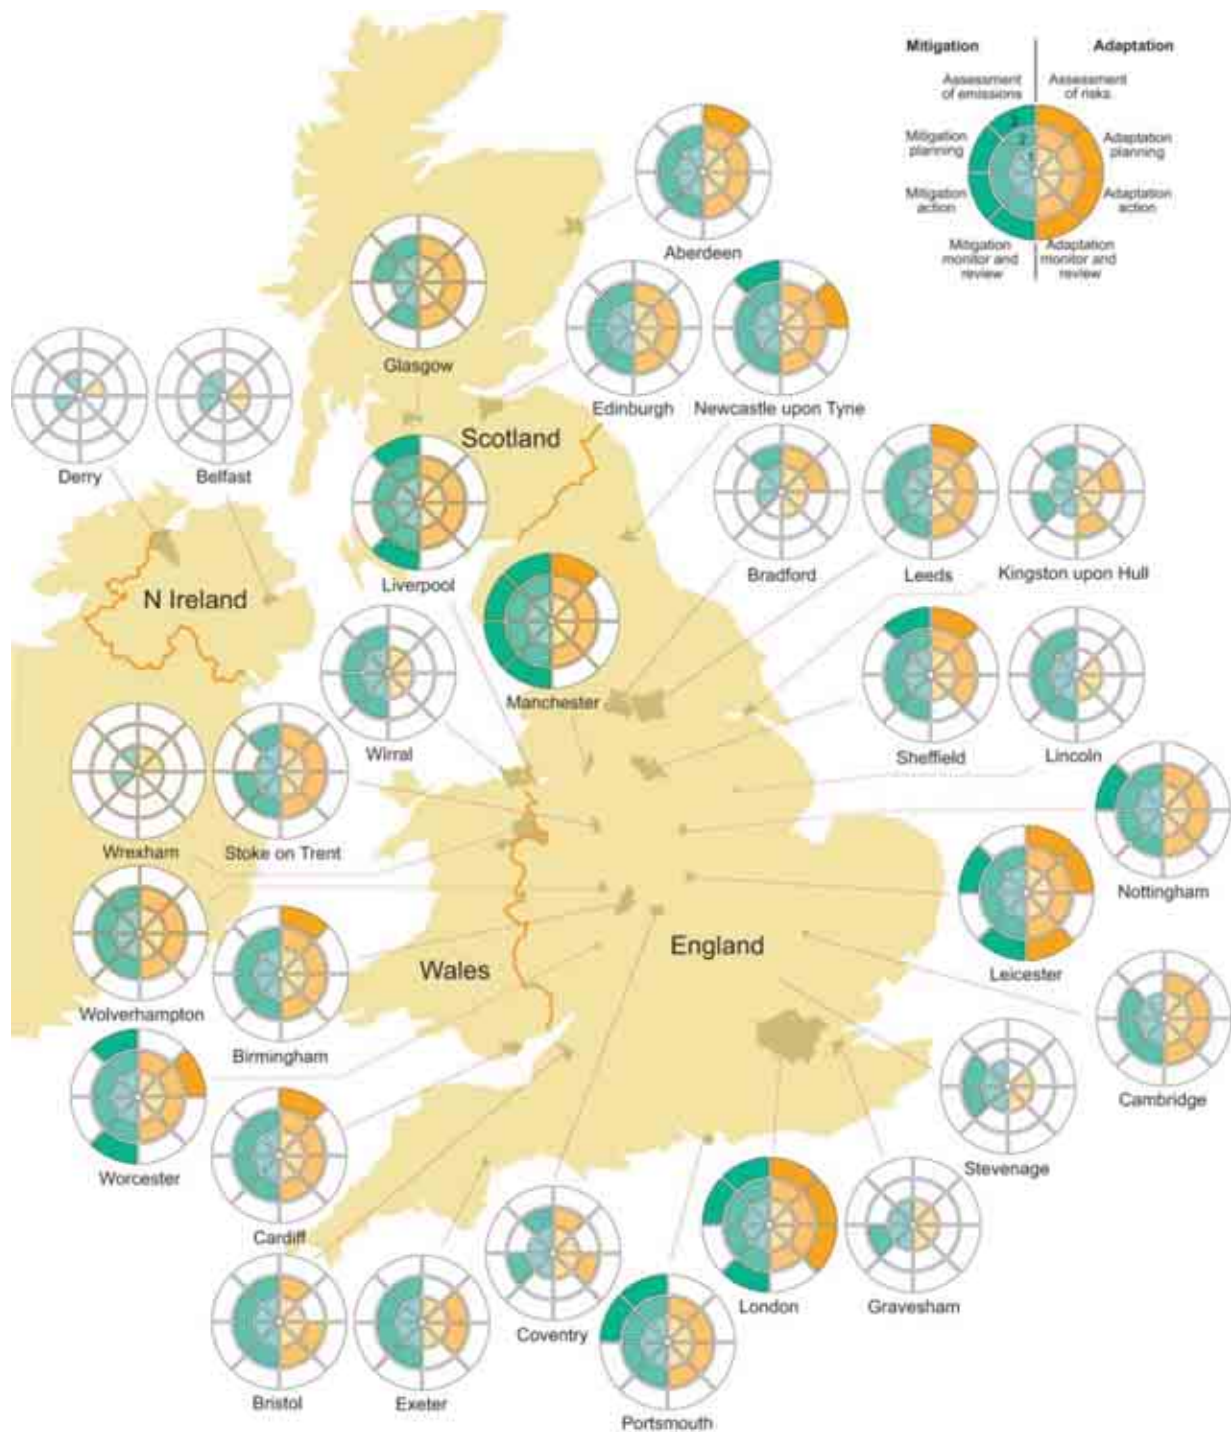 Mitigation
Adaptation
Assessment
of emissions
Assessment
of risks
3
2
1
Mitigation
planning
Adaptation
planning
Mitigation
action
Adaptation
action
Mitigation
monitor and
review
Adaptation
monitor and
review
Aberdeen
Glasgow
Edinburgh
Newcastle upon Tyne
Derry
Belfast
Scotland
Liverpool
Bradford
Leeds
Kingston upon Hull
N Ireland
Manchester
Wirral
Sheffield
Lincoln
Wrexham
Stoke on Trent
Nottingham
Wolverhampton
Birmingham
Wales
England
Leicester
Worcester
Cardiff
Cambridge
Stevenage
Bristol
Exeter
Coventry
London
Gravesham
Portsmouth